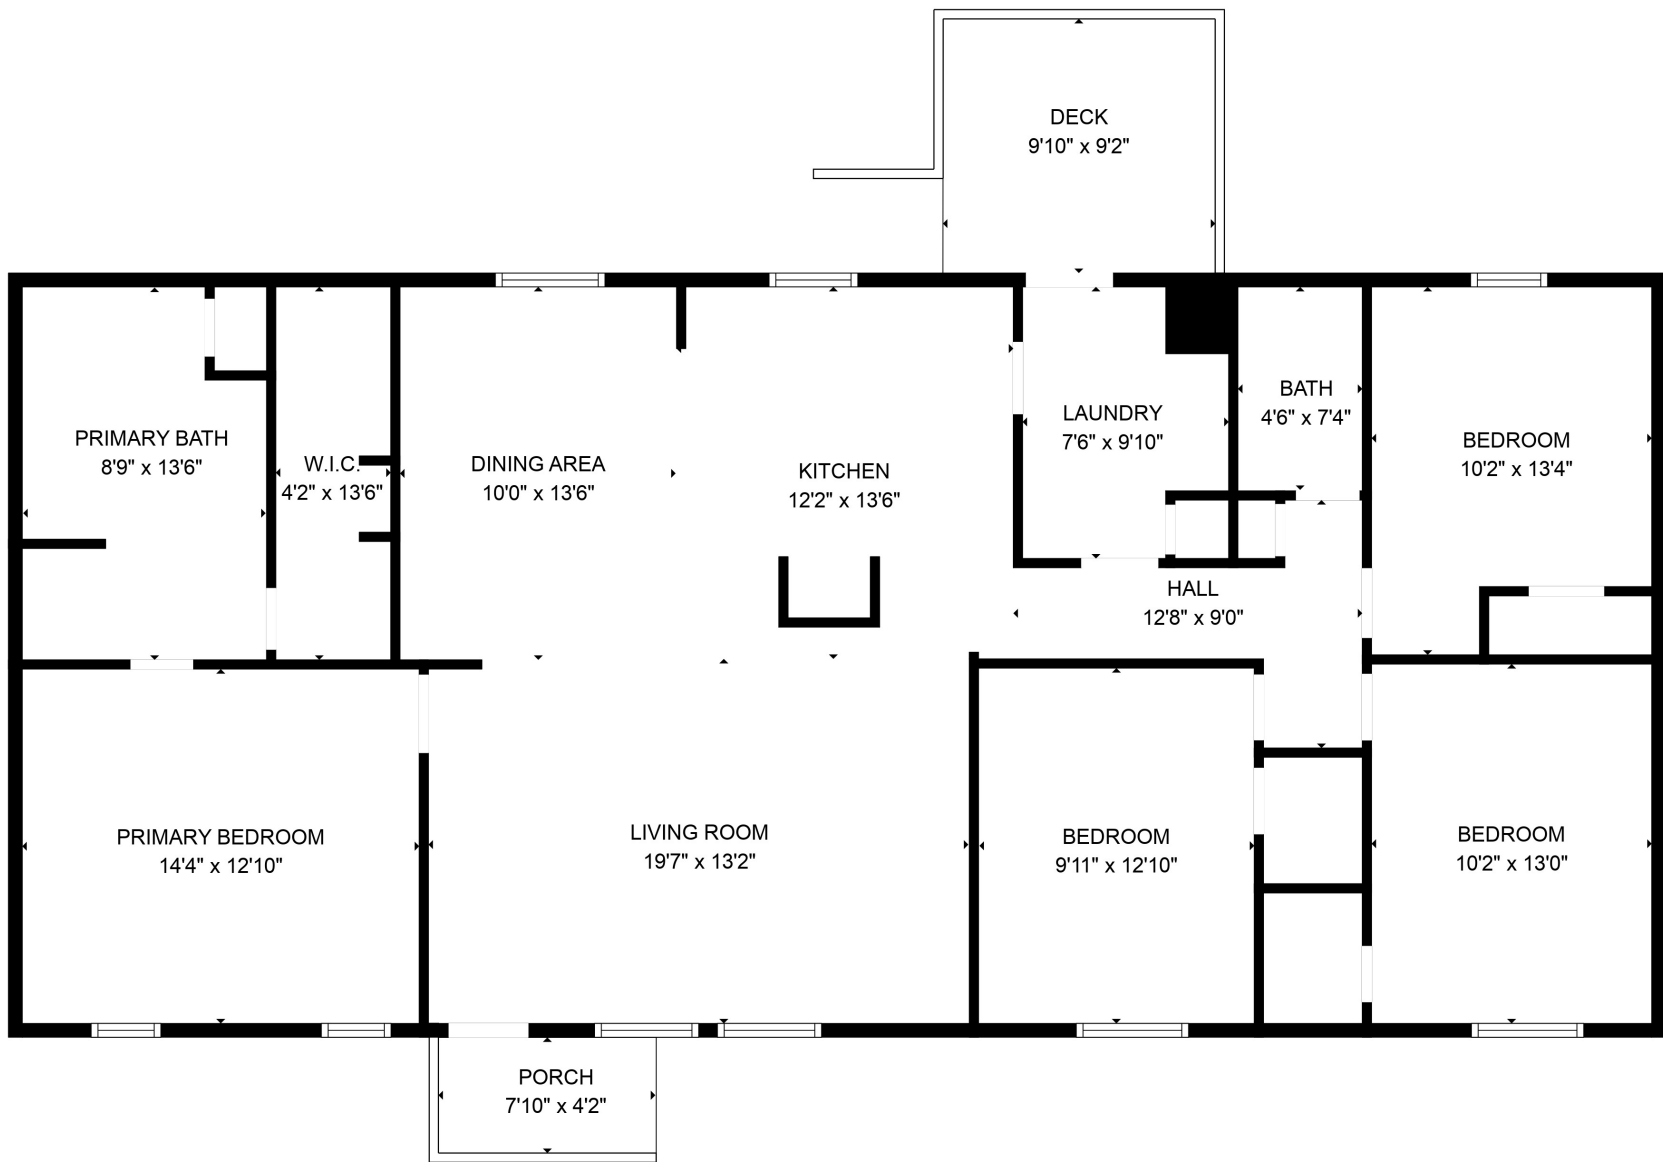 DECK
9'10" x 9'2"
PRIMARY BATH
8'9" x 13'6"
W.I.C.
4'2" x 13'6"
DINING AREA
10'0" x 13'6"
KITCHEN
12'2" x 13'6"
LAUNDRY
7'6" x 9'10"
BATH
4'6" x 7'4"
BEDROOM
10'2" x 13'4"
HALL
12'8" x 9'0"
PRIMARY BEDROOM
14'4" x 12'10"
LIVING ROOM
19'7" x 13'2"
BEDROOM
9'11" x 12'10"
BEDROOM
10'2" x 13'0"
PORCH
7'10" x 4'2"